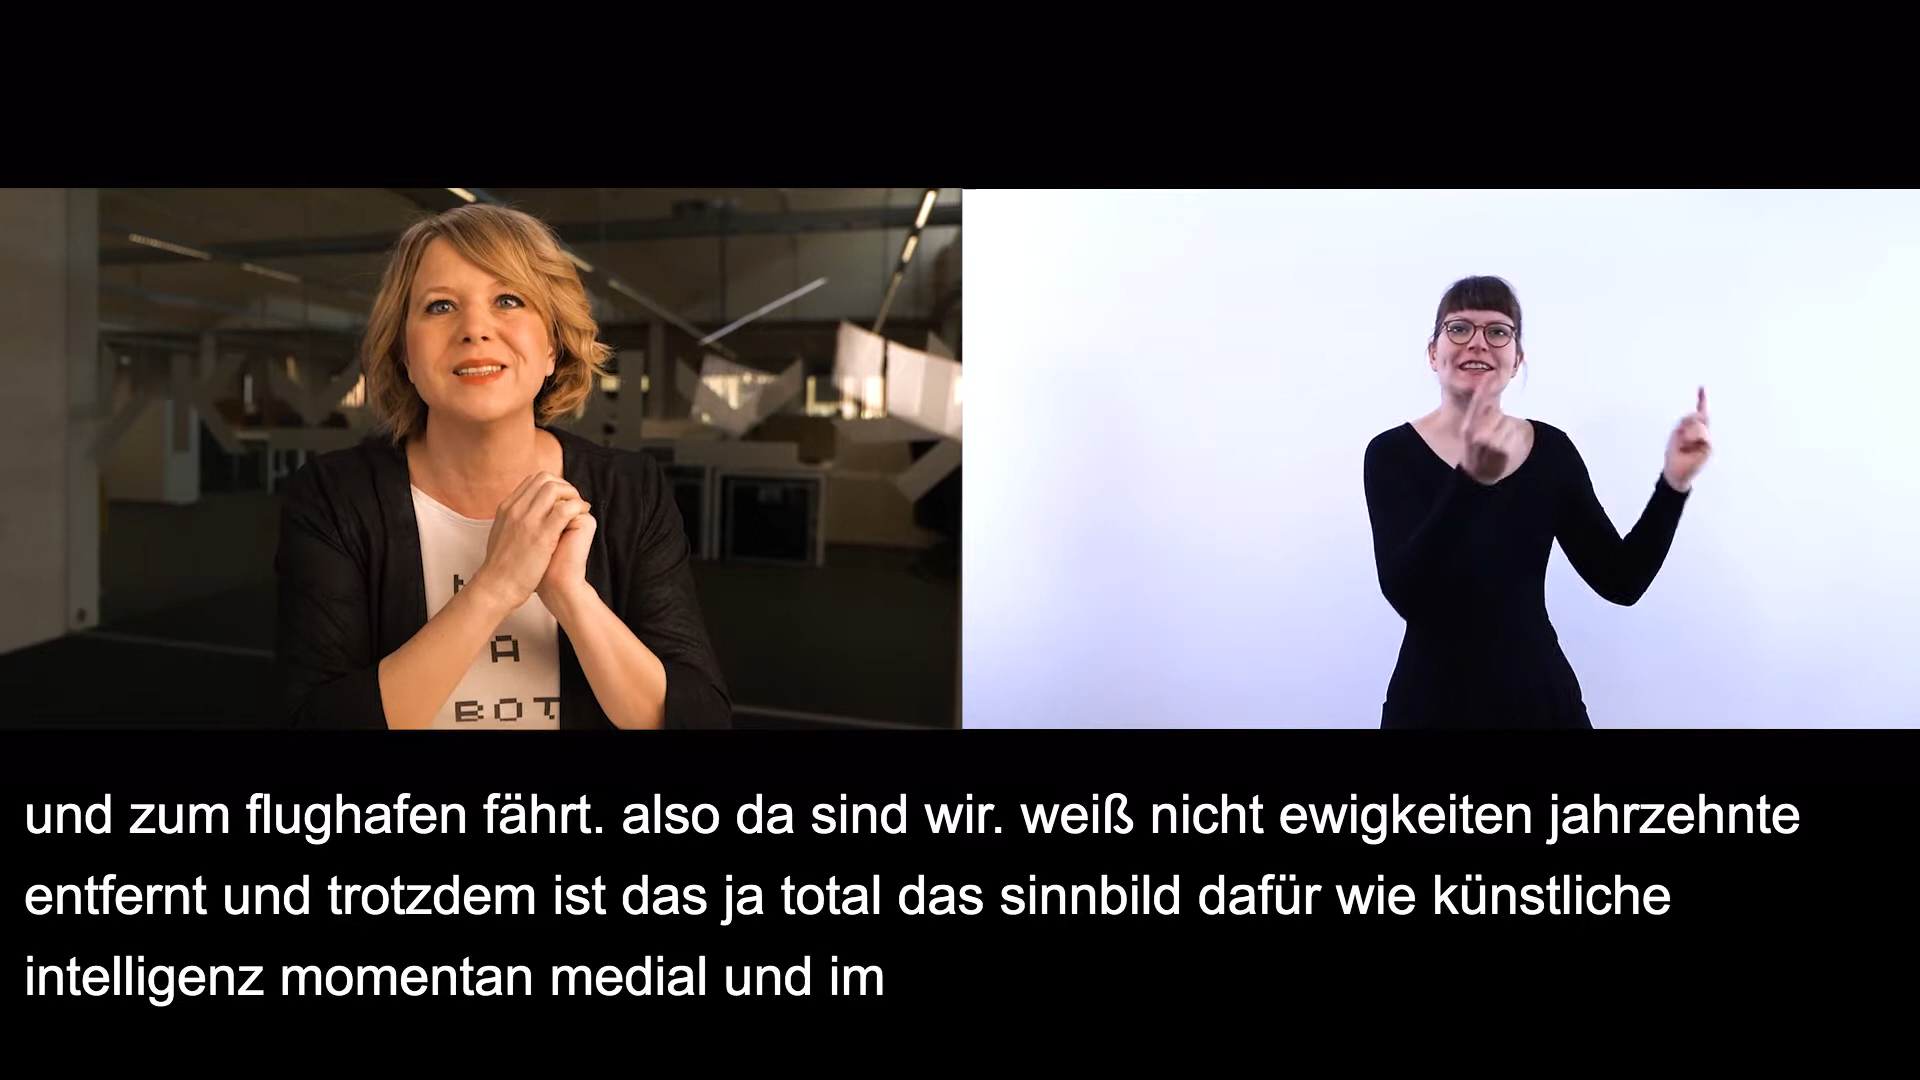 A
BOT
und zum flughafen fährt. also da sind wir. weiß nicht ewigkeiten jahrzehnte
entfernt und trotzdem ist das ja total das sinnbild dafür wie künstliche
intelligenz momentan medial und im